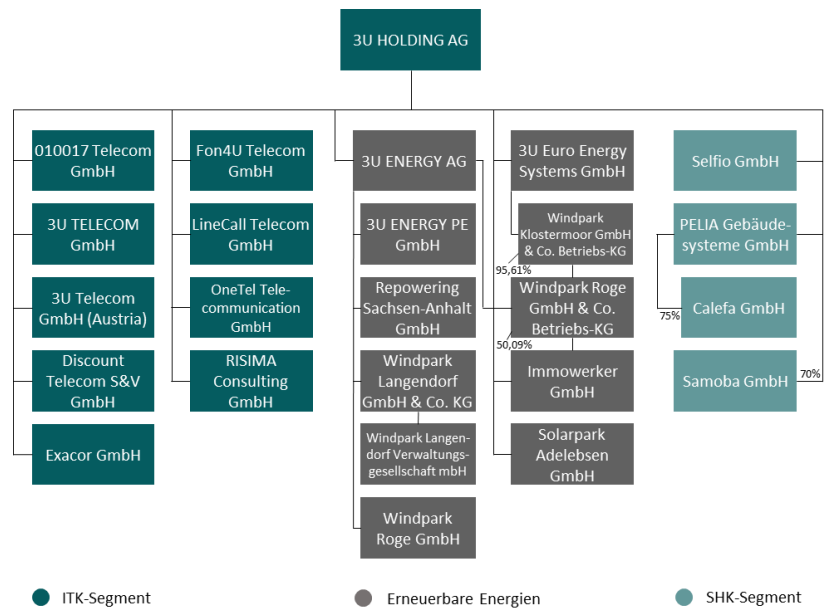 3U HOLDING AG
010017 Telecom
GmbH
3U TELECOM
GmbH
3U Telecom
GmbH (Austria)
Discount
Telecom S&V
GmbH
Exacor GmbH
Fon4U Telecom
GmbH
LineCall Telecom
GmbH
OneTel Tele-
communication
GmbH
RISIMA
Consulting
GmbH
3U ENERGY AG
3U ENERGY PE
GmbH
Repowering
Sachsen-Anhalt
GmbH
Windpark
Langendorf
GmbH & Co. KG
Windpark Langen-
dorf Verwaltungs-
gesellschaft mbH
Windpark
Roge GmbH
3U Euro Energy
Systems GmbH
Windpark
Klostermoor GmbH
& Co. Betriebs-KG
95,61%
Windpark Roge
GmbH & Co.
Betriebs-KG
50,09%
Immowerker
GmbH
Solarpark
Adelebsen
GmbH
Selfio GmbH
PELIA Gebäude-
systeme GmbH
Calefa GmbH
75%
Samoba GmbH
70%
ITK-Segment
Erneuerbare Energien
SHK-Segment